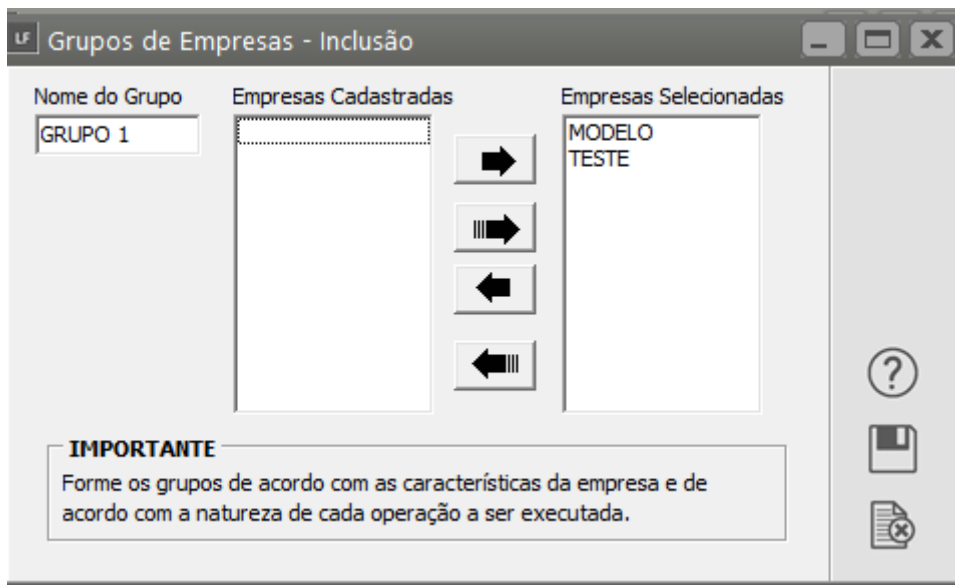 LF Grupos de Empresas - Inclusão
Nome do Grupo Empresas Cadastradas Empresas Selecionadas
GRUPO 1
MODELO
TESTE
IMPORTANTE
Forme os grupos de acordo com as características da empresa e de
acordo com a natureza de cada operação a ser executada.